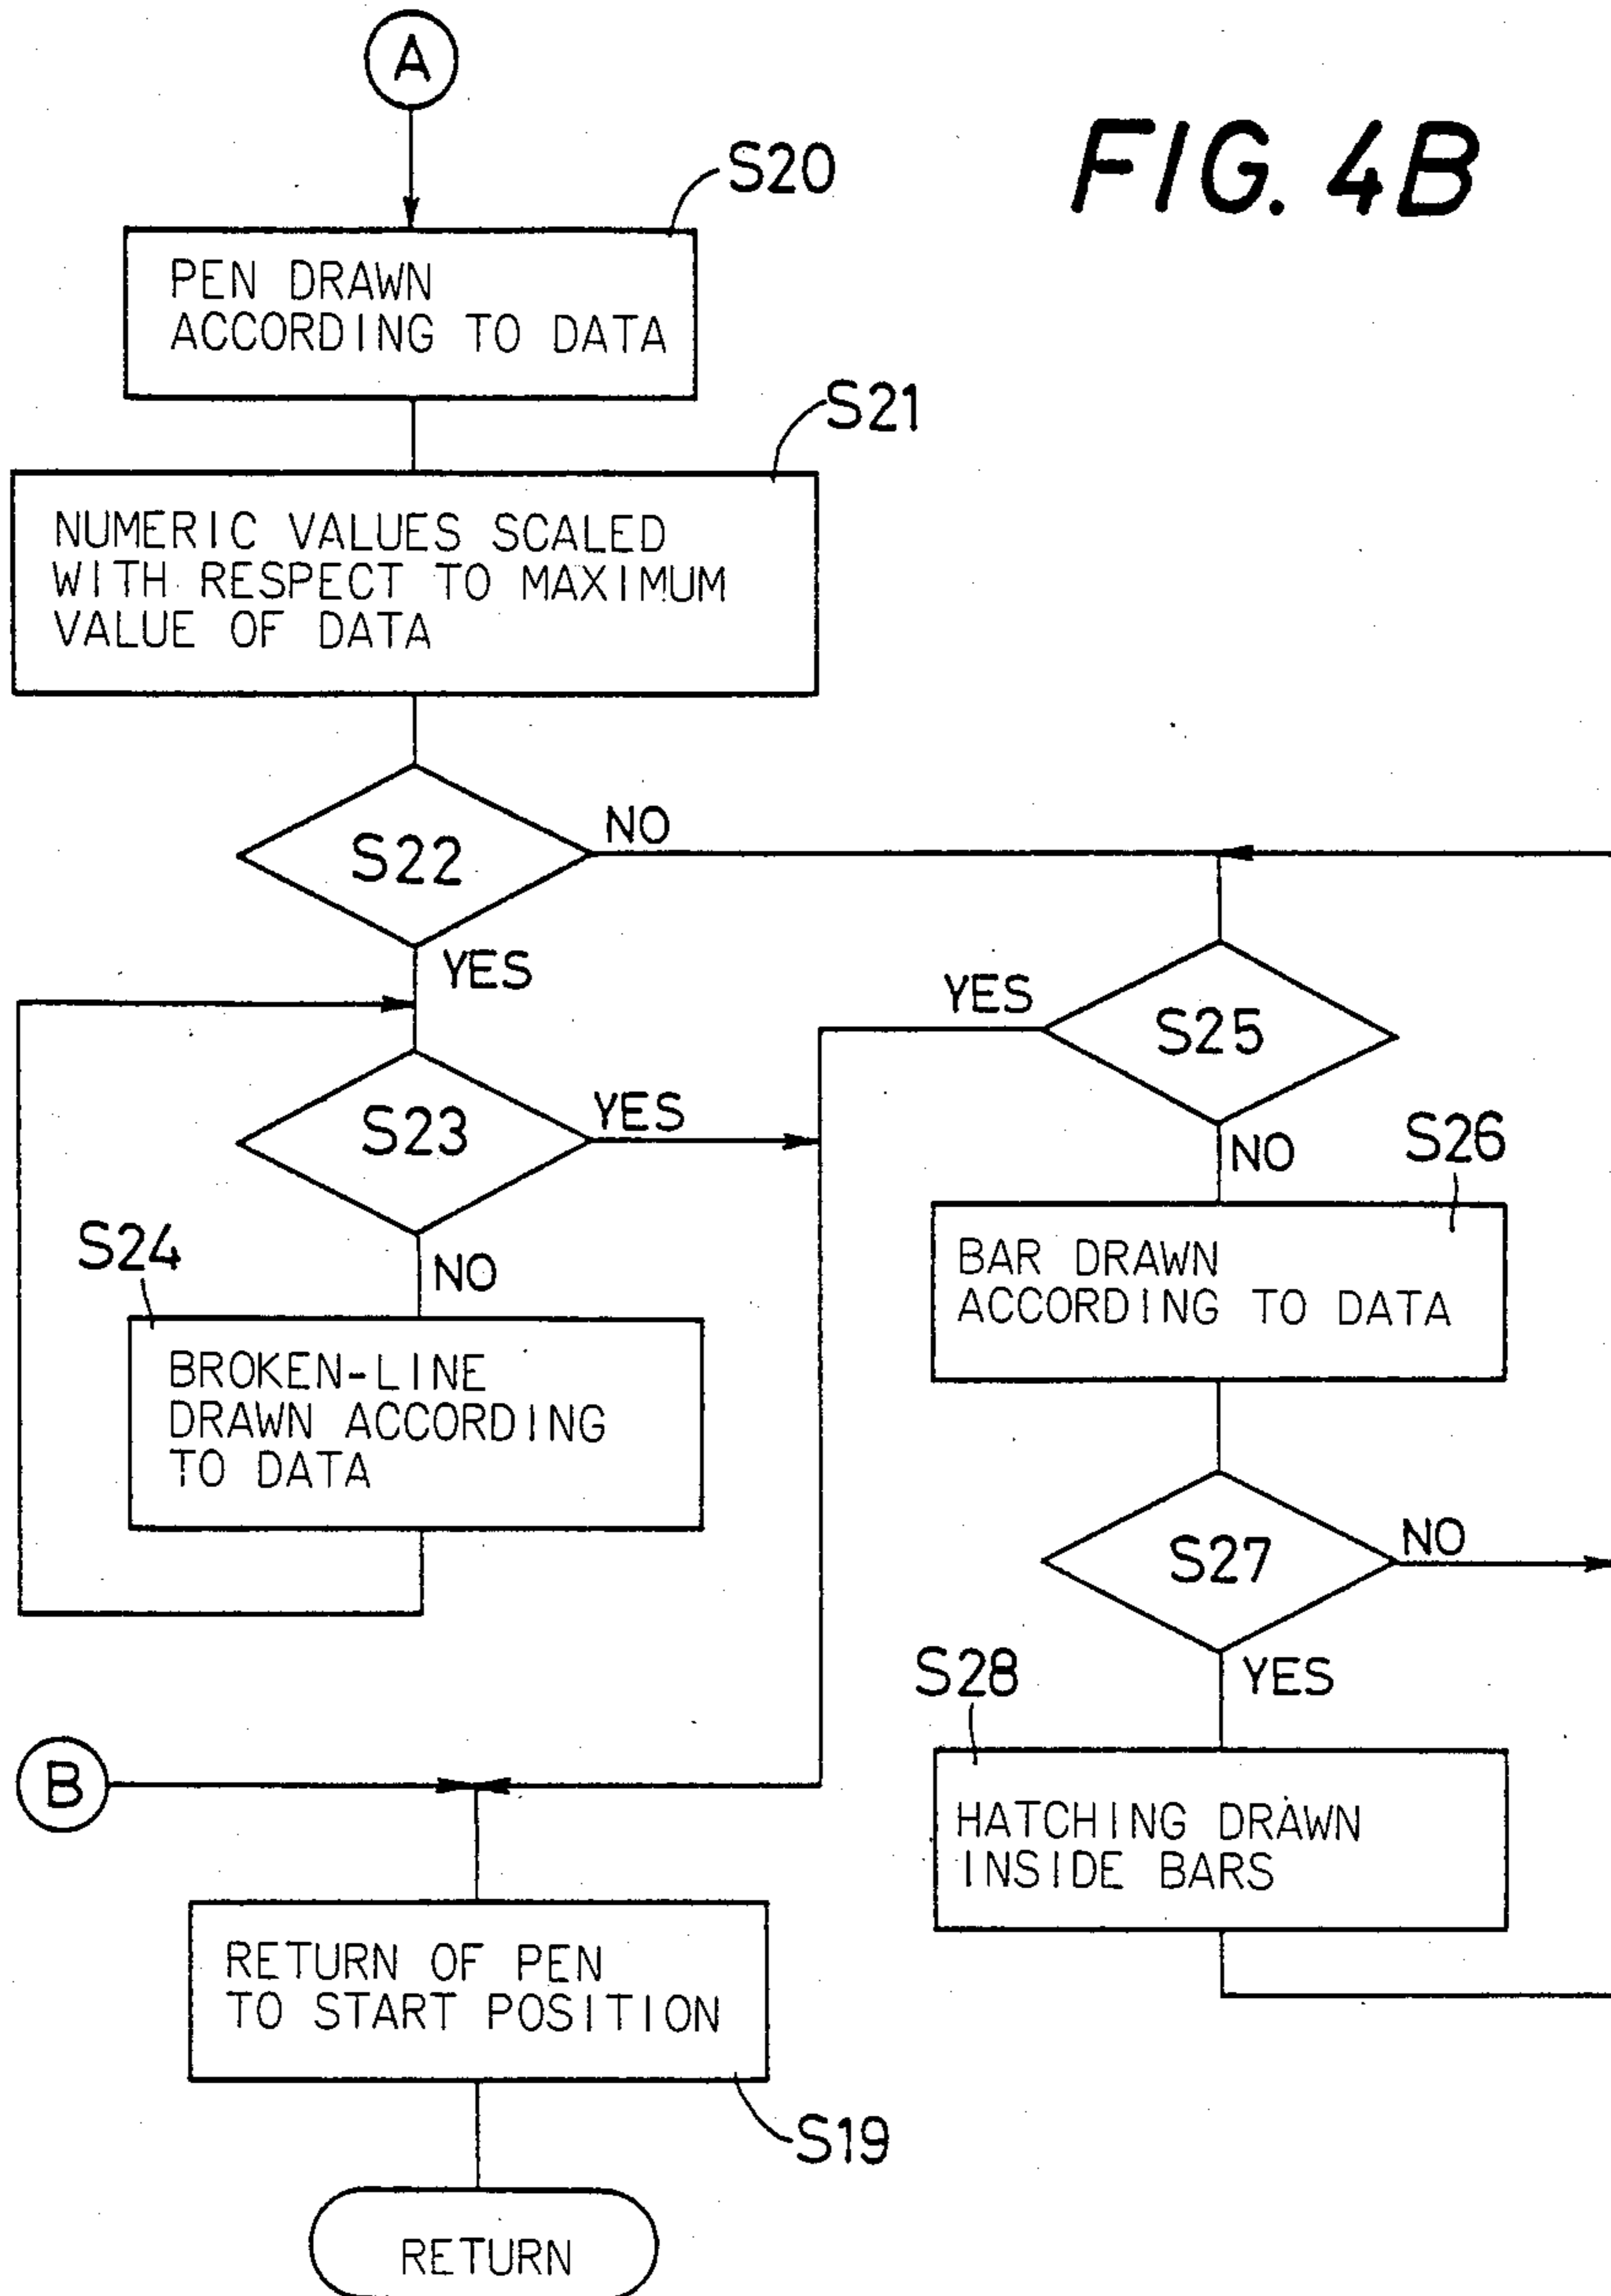 A
FIG. 4B
S20
PEN DRAWN
ACCORDING TO DATA
S21
NUMERIC VALUES SCALED
WITH RESPECT TO MAXIMUM
VALUE OF DATA
S22
NO
YES
S23
YES
NO
S24
BROKEN-LINE
DRAWN ACCORDING
TO DATA
S25
YES
NO
S26
BAR DRAWN
ACCORDING TO DATA
S27
NO
YES
S28
HATCHING DRAWN
INSIDE BARS
B
RETURN OF PEN
TO START POSITION
S19
RETURN